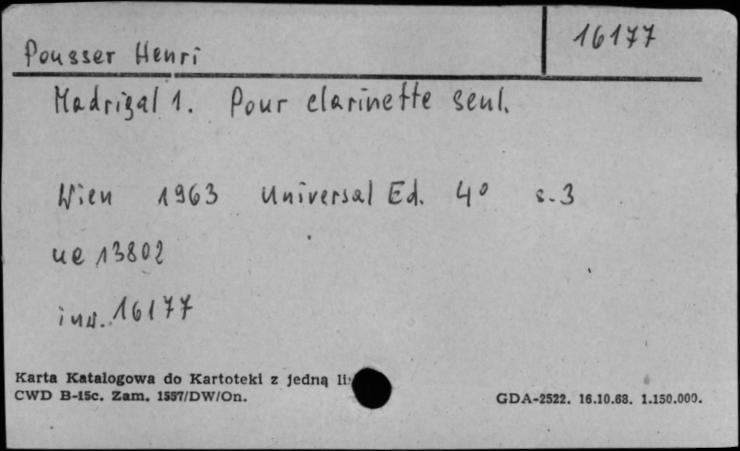 Pousser Henri 16177
Madrigal 1. Pour clarinette seul.
Wien 1963 Universal Ed. 4° s.3
ue 13802
inw. 16177
Karta Katalogowa do Kartoteki z jedną li
CWD B-15c. Zam. 1557/DW/On.
GDA-2522. 16.10.68. 1.150.000.